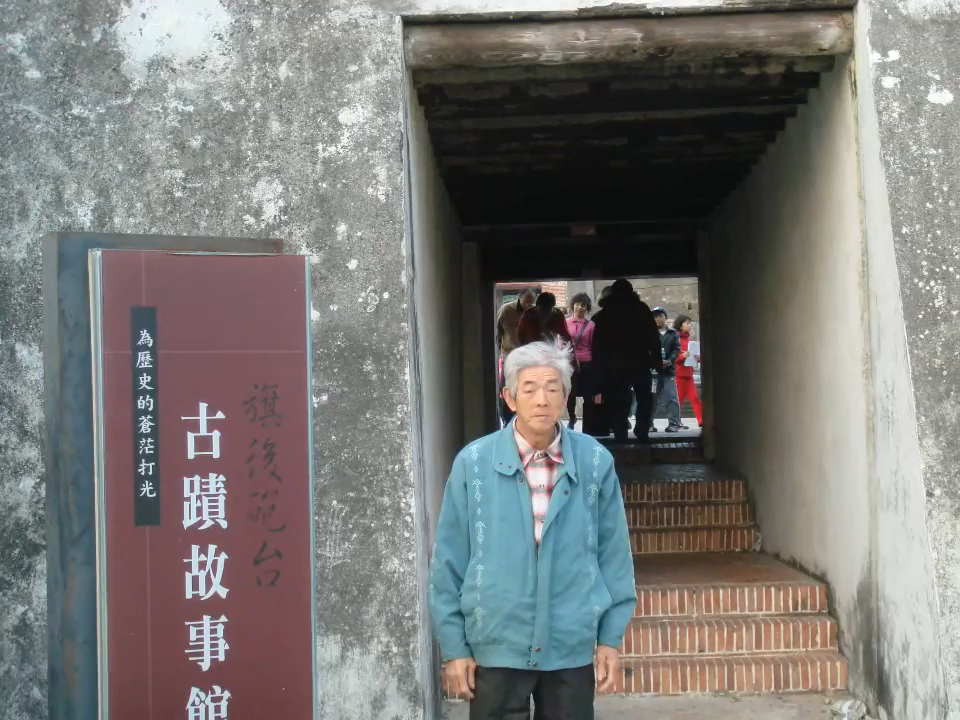 旗後砲台
古蹟故事館
為歷史的蒼茫打光